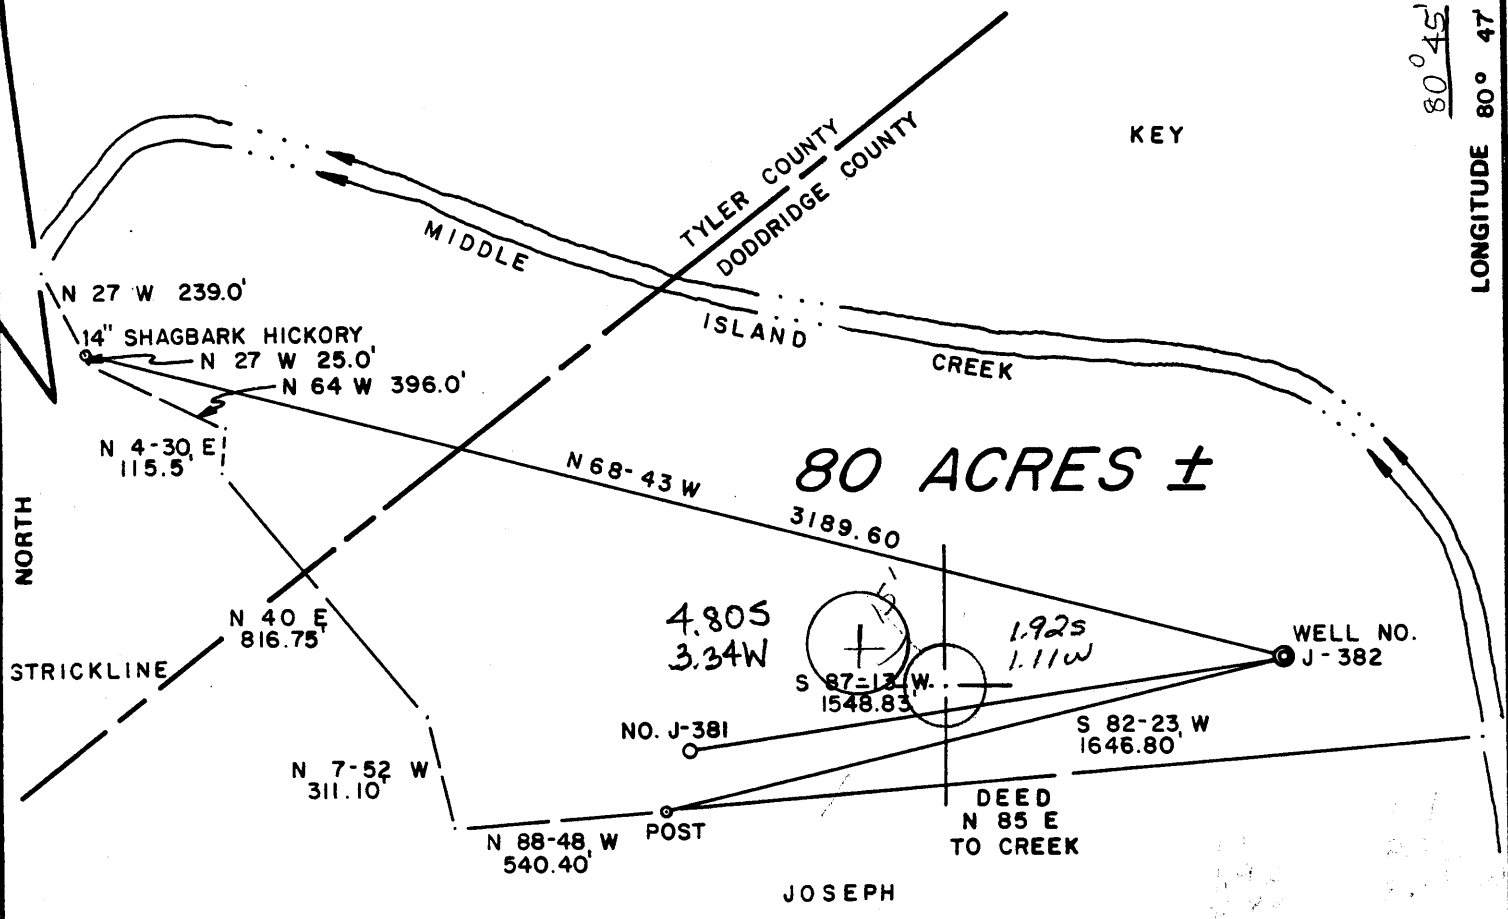 80° 45'
LONGITUDE 80° 47'
KEY
TYLER COUNTY
DODDRIDGE COUNTY
MIDDLE
ISLAND
CREEK
N 27 W 239.0'
14" SHAGBARK HICKORY
N 27 W 25.0'
N 64 W 396.0'
N 4-30 E
115.5'
N 68-43 W
3189.60
80 ACRES ±
NORTH
N 40 E
816.75'
STRICKLINE
4.80S
3.34W
1.92S
1.11W
WELL NO.
J-382
S 87-13 W
1548.83'
NO. J-381
S 82-23 W
1646.80'
N 7-52 W
311.10'
POST
DEED
N 85 E
TO CREEK
N 88-48 W
540.40'
JOSEPH